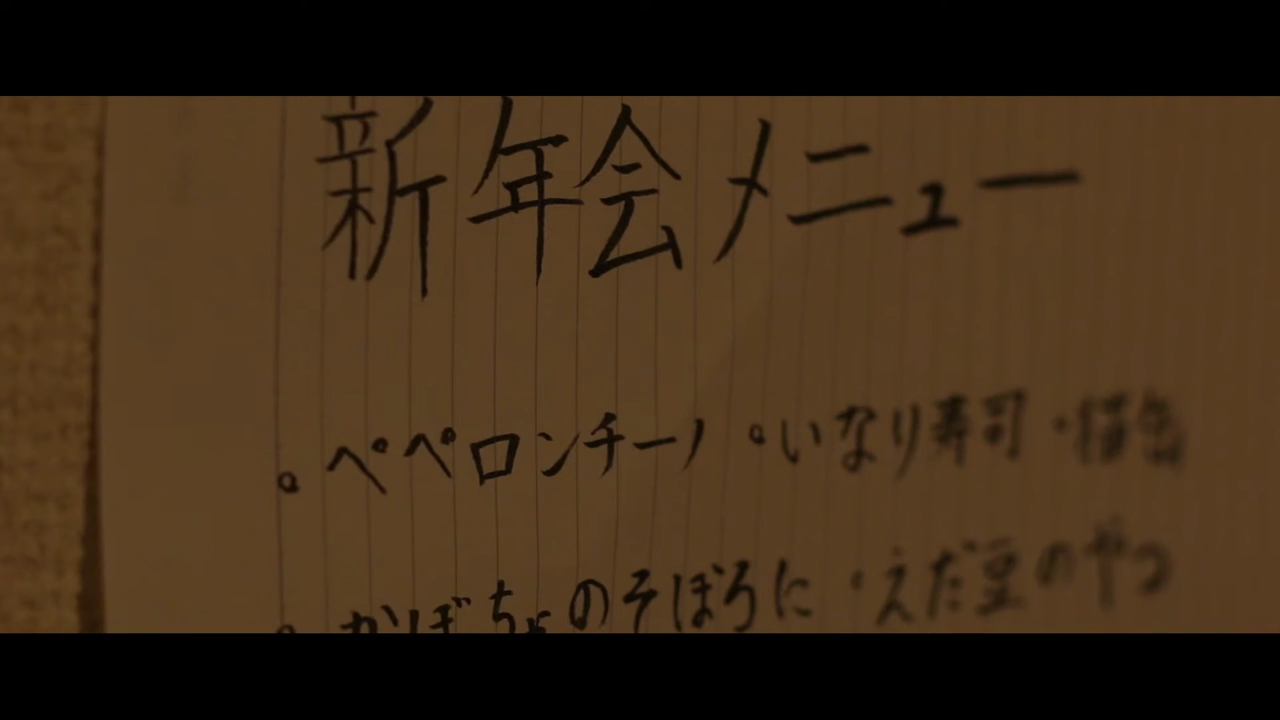 新年会メニュー
。ペペロンチーノ 。いなり寿司 ・
。かぼちゃのそぼろに ・えだ豆のやつ